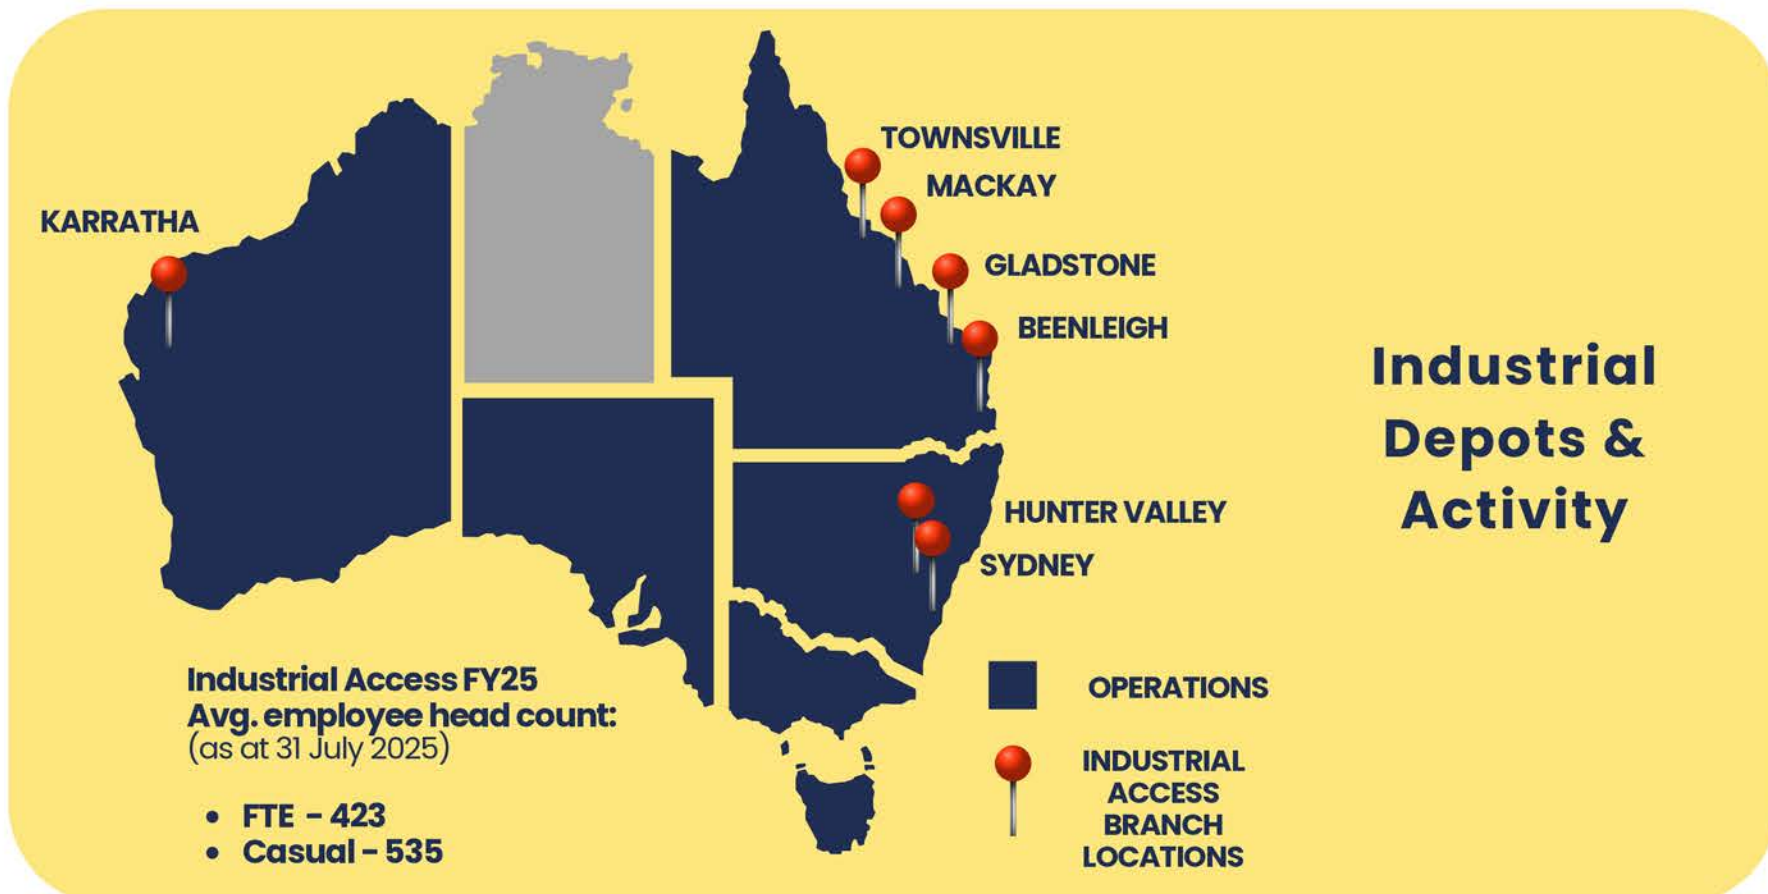 TOWNSVILLE
MACKAY
KARRATHA
GLADSTONE
BEENLEIGH
Industrial
Depots &
Activity
HUNTER VALLEY
SYDNEY
Industrial Access FY25
Avg. employee head count:
(as at 31 July 2025)
• FTE - 423
• Casual - 535
OPERATIONS
INDUSTRIAL
ACCESS
BRANCH
LOCATIONS